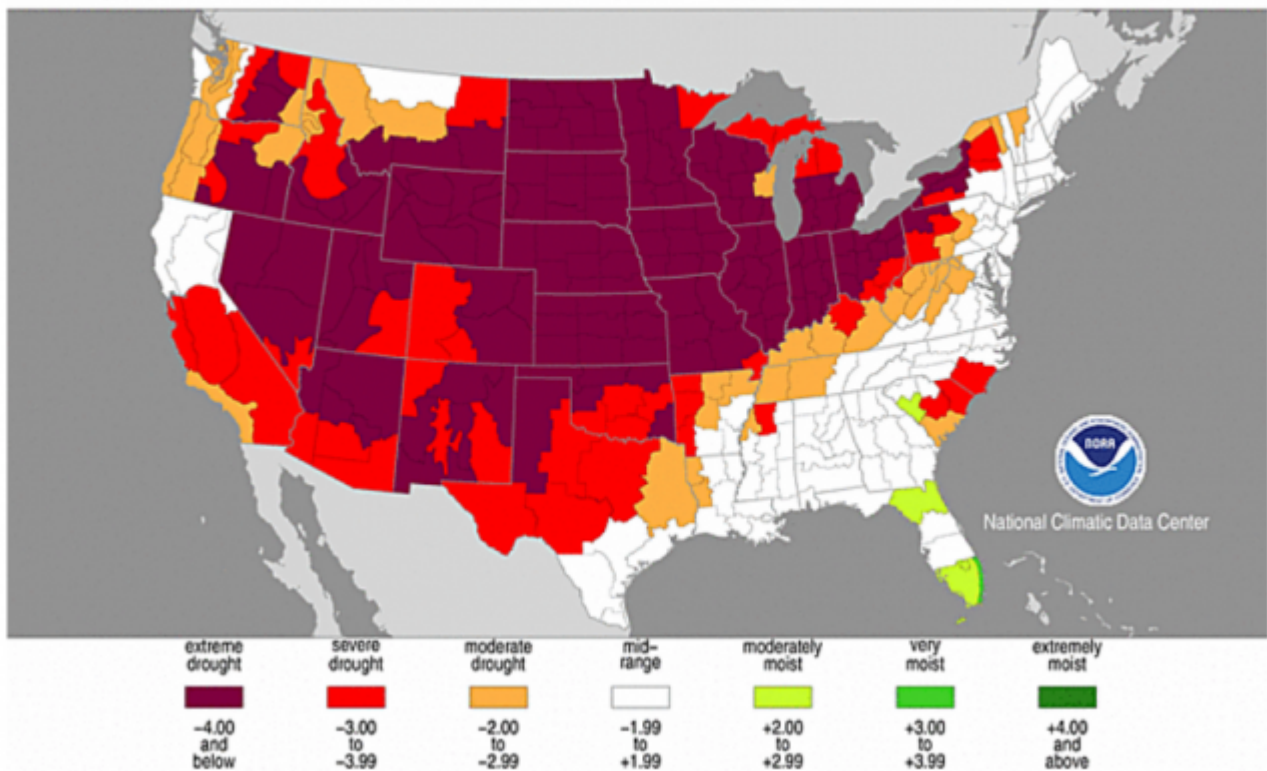 NOAA
National Climatic Data Center
extreme drought
severe drought
moderate drought
mid-range
moderately moist
very moist
extremely moist
−4.00 and below
−3.00 to −3.99
−2.00 to −2.99
−1.99 to +1.99
+2.00 to +2.99
+3.00 to +3.99
+4.00 and above